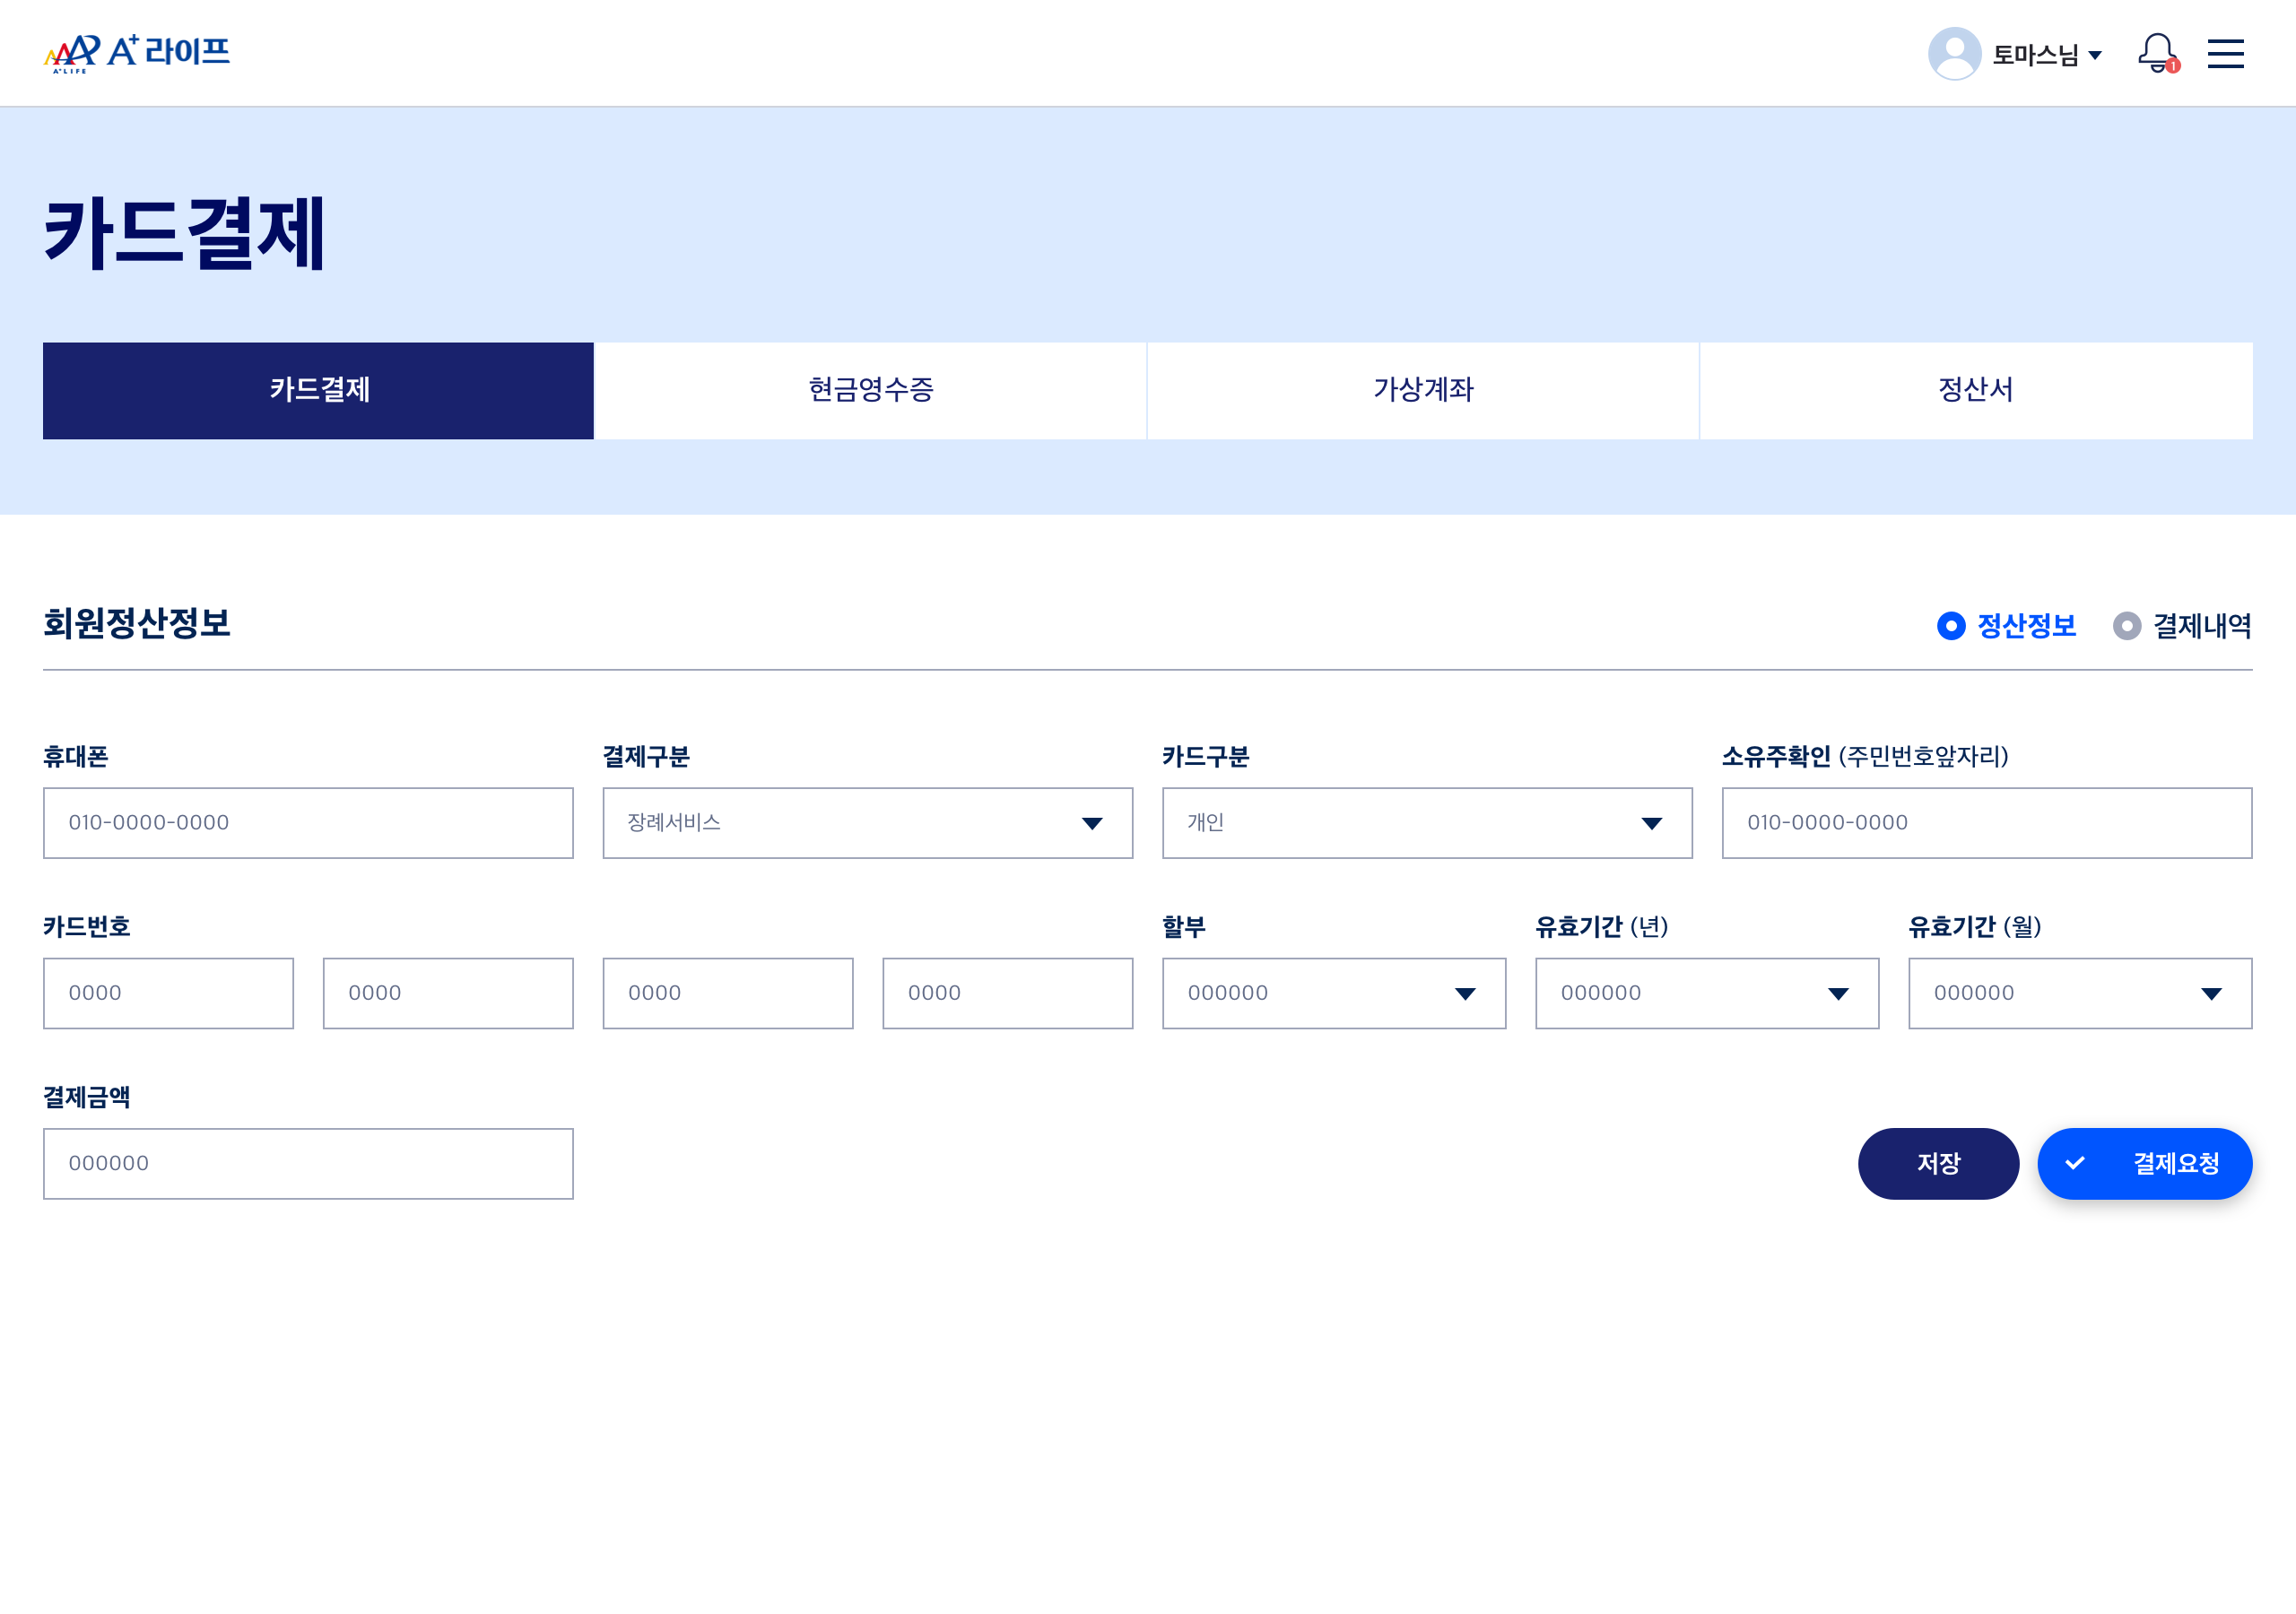 A+LIFE A+ 라이프 토마스님 1
카드결제
카드결제 현금영수증 가상계좌 정산서
회원정산정보 정산정보 결제내역
휴대폰 결제구분 카드구분 소유주확인 (주민번호앞자리)
010-0000-0000 장례서비스 개인 010-0000-0000
카드번호 할부 유효기간 (년) 유효기간 (월)
0000 0000 0000 0000 000000 000000 000000
결제금액
000000 저장 결제요청